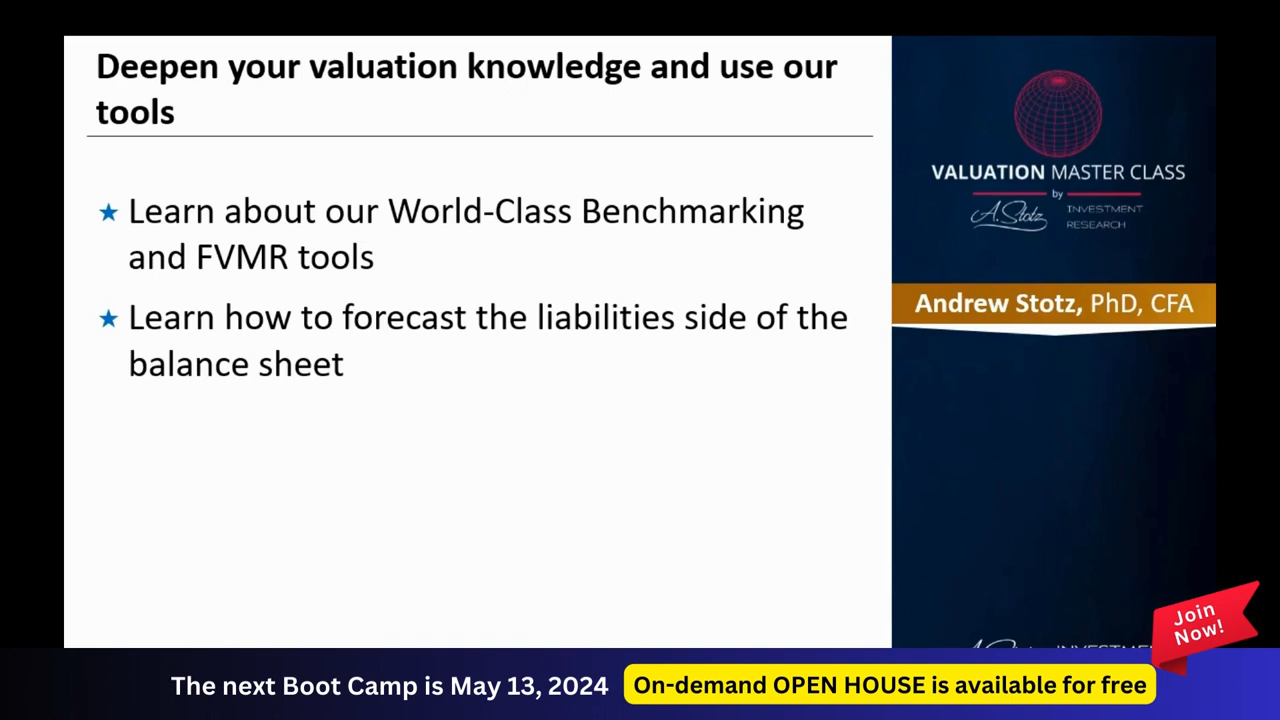 Deepen your valuation knowledge and use our
tools
Learn about our World-Class Benchmarking
and FVMR tools
Learn how to forecast the liabilities side of the
balance sheet
VALUATION MASTER CLASS
by
A. Stotz INVESTMENT
RESEARCH
Andrew Stotz, PhD, CFA
Join
Now!
The next Boot Camp is May 13, 2024
On-demand OPEN HOUSE is available for free